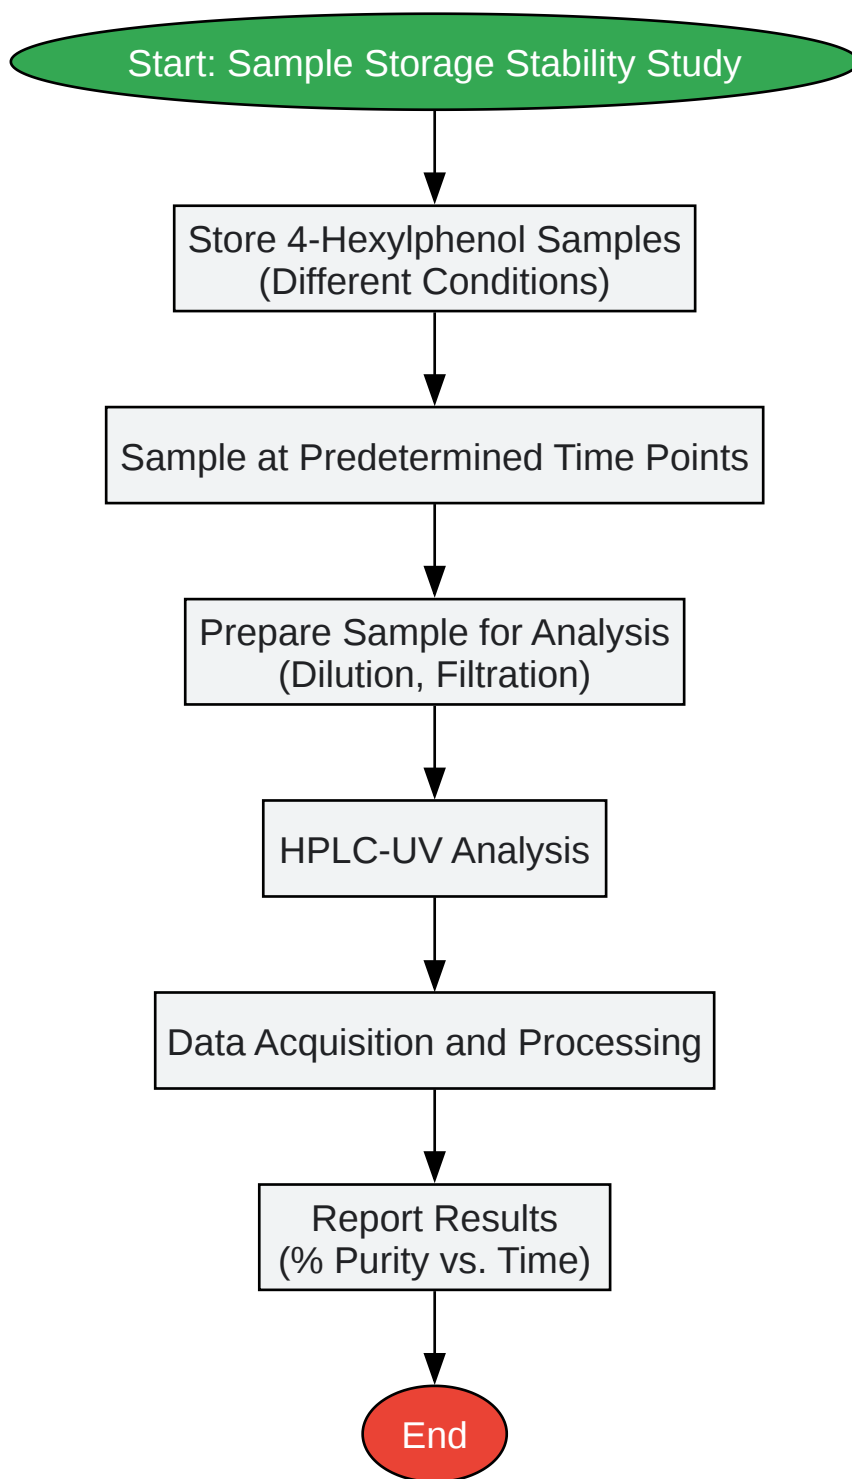 Start: Sample Storage Stability Study
Store 4-Hexylphenol Samples
(Different Conditions)
Sample at Predetermined Time Points
Prepare Sample for Analysis
(Dilution, Filtration)
HPLC-UV Analysis
Data Acquisition and Processing
Report Results
(% Purity vs. Time)
End